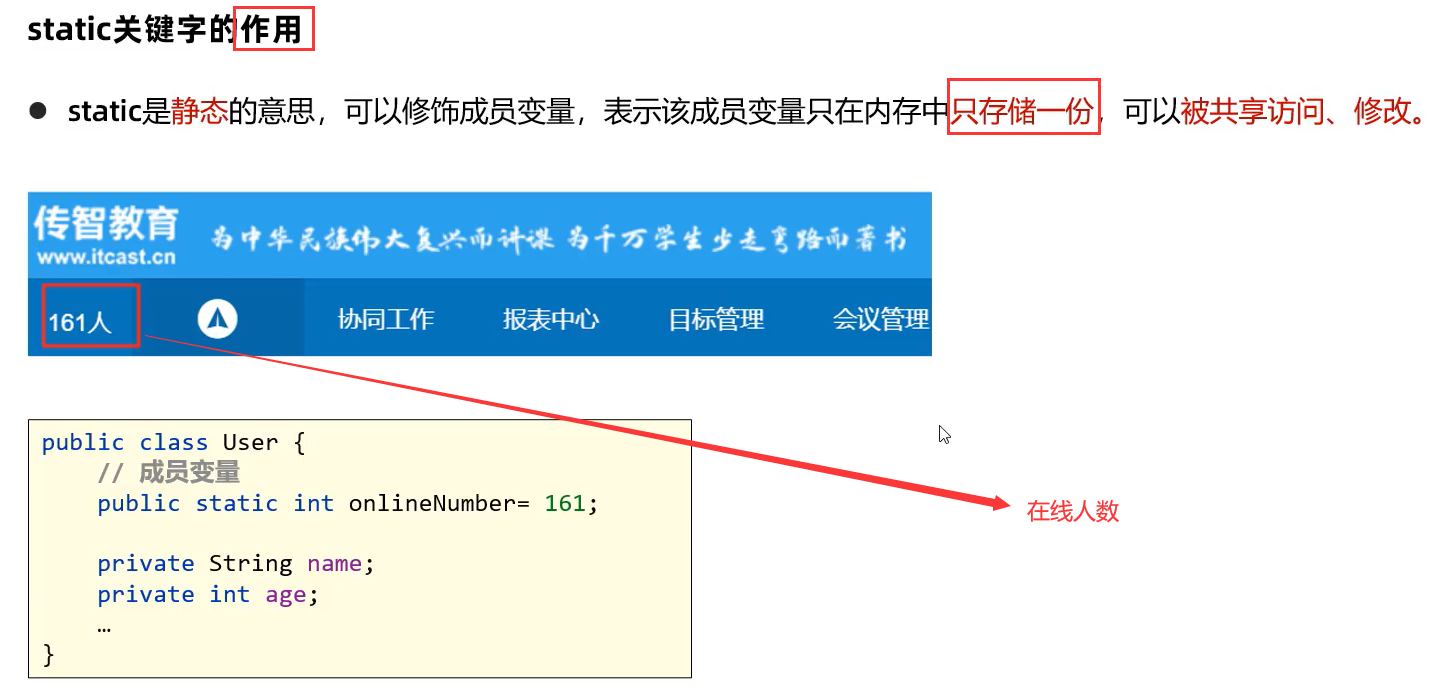 static关键字的作用
● static是静态的意思，可以修饰成员变量，表示该成员变量只在内存中只存储一份，可以被共享访问、修改。
传智教育 为中华民族伟大复兴而讲课 为千万学生少走弯路而著书
www.itcast.cn
161人 协同工作 报表中心 目标管理 会议管理
public class User {
// 成员变量
public static int onlineNumber= 161;
在线人数
private String name;
private int age;
…
}